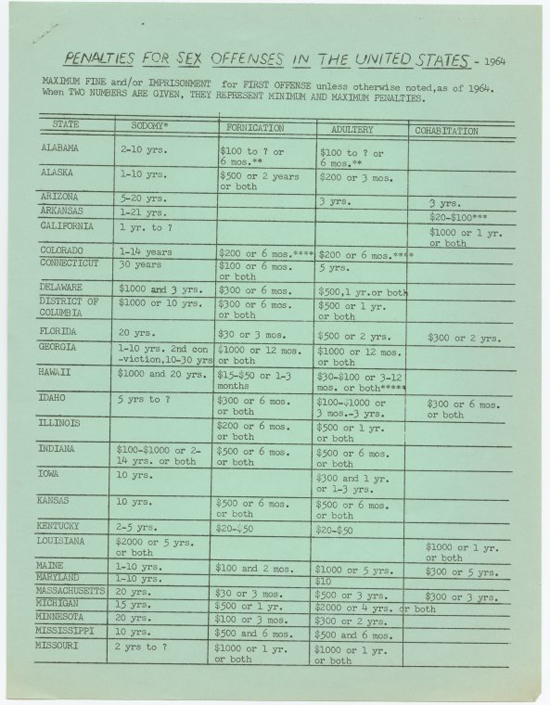 PENALTIES FOR SEX OFFENSES IN THE UNITED STATES - 1964
MAXIMUM FINE and/or IMPRISONMENT for FIRST OFFENSE unless otherwise noted,as of 1964.
When TWO NUMBERS ARE GIVEN, THEY REPRESENT MINIMUM AND MAXIMUM PENALTIES.
STATE SODOMY* FORNICATION ADULTERY COHABITATION
ALABAMA 2-10 yrs. $100 to ? or $100 to ? or
6 mos.** 6 mos.**
ALASKA 1-10 yrs. $500 or 2 years $200 or 3 mos.
or both
ARIZONA 5-20 yrs. 3 yrs. 3 yrs.
ARKANSAS 1-21 yrs. $20-$100***
CALIFORNIA 1 yr. to ? $1000 or 1 yr.
or both
COLORADO 1-14 years $200 or 6 mos.**** $200 or 6 mos.****
CONNECTICUT 30 years $100 or 6 mos. 5 yrs.
or both
DELAWARE $1000 and 3 yrs. $300 or 6 mos. $500,1 yr.or both
DISTRICT OF $1000 or 10 yrs. $300 or 6 mos. $500 or 1 yr.
COLUMBIA or both or both
FLORIDA 20 yrs. $30 or 3 mos. $500 or 2 yrs. $300 or 2 yrs.
GEORGIA 1-10 yrs. 2nd con $1000 or 12 mos. $1000 or 12 mos.
-viction,10-30 yrs or both or both
HAWAII $1000 and 20 yrs. $15-$50 or 1-3 $30-$100 or 3-12
months mos. or both*****
IDAHO 5 yrs to ? $300 or 6 mos. $100-$1000 or $300 or 6 mos.
or both 3 mos.-3 yrs. or both
ILLINOIS $200 or 6 mos. $500 or 1 yr.
or both or both
INDIANA $100-$1000 or 2- $500 or 6 mos. $500 or 6 mos.
14 yrs. or both or both or both
IOWA 10 yrs. $300 and 1 yr.
or 1-3 yrs.
KANSAS 10 yrs. $500 or 6 mos. $500 or 6 mos.
or both or both
KENTUCKY 2-5 yrs. $20-$50 $20-$50
LOUISIANA $2000 or 5 yrs. $1000 or 1 yr.
or both or both
MAINE 1-10 yrs. $100 and 2 mos. $1000 or 5 yrs. $300 or 5 yrs.
MARYLAND 1-10 yrs. $10
MASSACHUSETTS 20 yrs. $30 or 3 mos. $500 or 3 yrs. $300 or 3 yrs.
MICHIGAN 15 yrs. $500 or 1 yr. $2000 or 4 yrs. or both
MINNESOTA 20 yrs. $100 or 3 mos. $300 or 2 yrs.
MISSISSIPPI 10 yrs. $500 and 6 mos. $500 and 6 mos.
MISSOURI 2 yrs to ? $1000 or 1 yr. $1000 or 1 yr.
or both or both